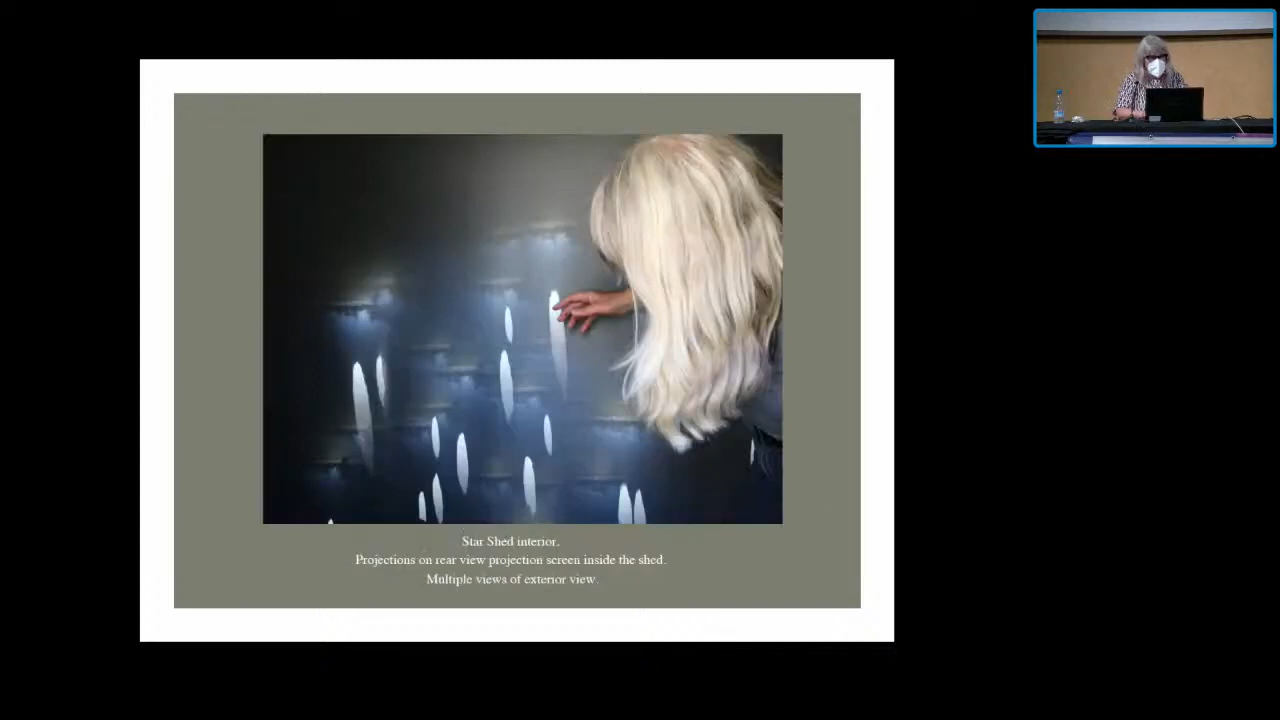 Star Shed interior.
Projections on rear view projection screen inside the shed.
Multiple views of exterior view.